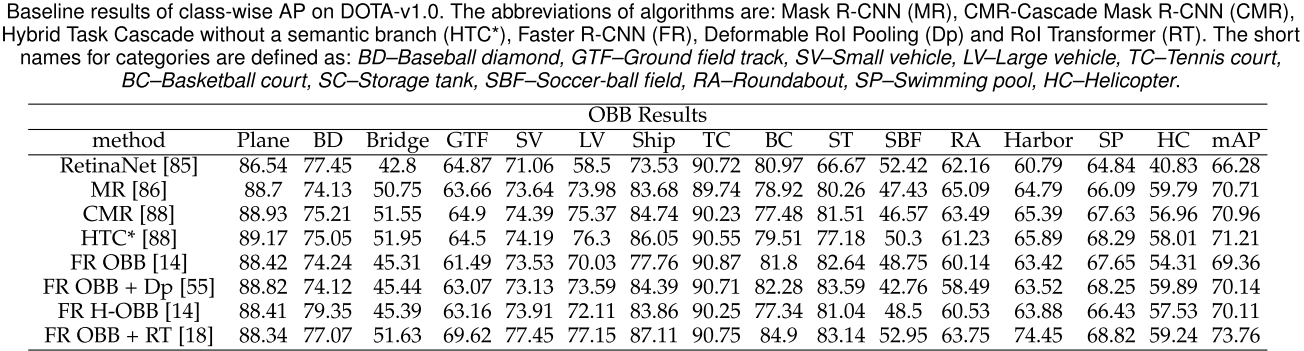 Baseline results of class-wise AP on DOTA-v1.0. The abbreviations of algorithms are: Mask R-CNN (MR), CMR-Cascade Mask R-CNN (CMR),
Hybrid Task Cascade without a semantic branch (HTC*), Faster R-CNN (FR), Deformable RoI Pooling (Dp) and RoI Transformer (RT). The short
names for categories are defined as: BD–Baseball diamond, GTF–Ground field track, SV–Small vehicle, LV–Large vehicle, TC–Tennis court,
BC–Basketball court, SC–Storage tank, SBF–Soccer-ball field, RA–Roundabout, SP–Swimming pool, HC–Helicopter.
OBB Results
method Plane BD Bridge GTF SV LV Ship TC BC ST SBF RA Harbor SP HC mAP
RetinaNet [85] 86.54 77.45 42.8 64.87 71.06 58.5 73.53 90.72 80.97 66.67 52.42 62.16 60.79 64.84 40.83 66.28
MR [86] 88.7 74.13 50.75 63.66 73.64 73.98 83.68 89.74 78.92 80.26 47.43 65.09 64.79 66.09 59.79 70.71
CMR [88] 88.93 75.21 51.55 64.9 74.39 75.37 84.74 90.23 77.48 81.51 46.57 63.49 65.39 67.63 56.96 70.96
HTC* [88] 89.17 75.05 51.95 64.5 74.19 76.3 86.05 90.55 79.51 77.18 50.3 61.23 65.89 68.29 58.01 71.21
FR OBB [14] 88.42 74.24 45.31 61.49 73.53 70.03 77.76 90.87 81.8 82.64 48.75 60.14 63.42 67.65 54.31 69.36
FR OBB + Dp [55] 88.82 74.12 45.44 63.07 73.13 73.59 84.39 90.71 82.28 83.59 42.76 58.49 63.52 68.25 59.89 70.14
FR H-OBB [14] 88.41 79.35 45.39 63.16 73.91 72.11 83.86 90.25 77.34 81.04 48.5 60.53 63.88 66.43 57.53 70.11
FR OBB + RT [18] 88.34 77.07 51.63 69.62 77.45 77.15 87.11 90.75 84.9 83.14 52.95 63.75 74.45 68.82 59.24 73.76